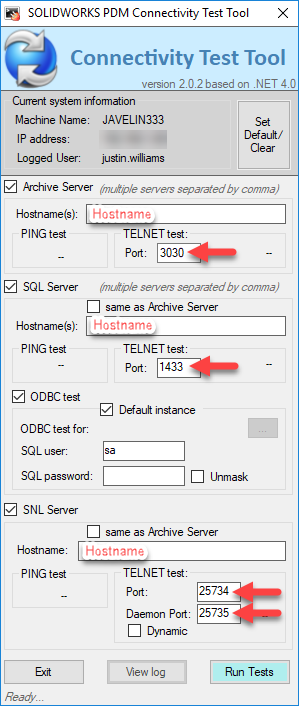 SOLIDWORKS PDM Connectivity Test Tool
Connectivity Test Tool
version 2.0.2 based on .NET 4.0
Current system information
Machine Name: JAVELIN333
IP address:
Logged User: justin.williams
Set Default/ Clear
Archive Server (multiple servers separated by comma)
Hostname(s): Hostname
PING test
--
TELNET test:
Port: 3030
--
SQL Server (multiple servers separated by comma)
same as Archive Server
Hostname(s): Hostname
PING test
--
TELNET test:
Port: 1433
--
ODBC test
Default instance
ODBC test for:
...
SQL user: sa
SQL password:
Unmask
SNL Server
same as Archive Server
Hostname: Hostname
PING test
--
TELNET test:
Port: 25734
Daemon Port: 25735
--
Dynamic
Exit
View log
Run Tests
Ready...